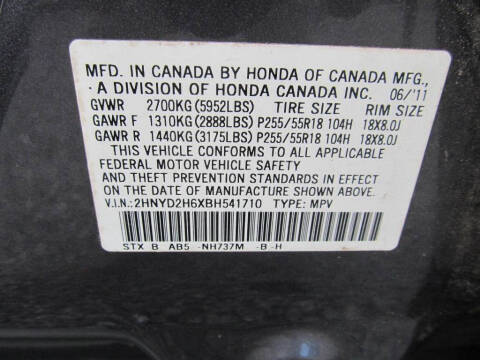 MFD. IN CANADA BY HONDA OF CANADA MFG.,
A DIVISION OF HONDA CANADA INC. 06/'11
GVWR 2700KG(5952LBS) TIRE SIZE RIM SIZE
GAWR F 1310KG(2888LBS) P255/55R18 104H 18X8.0J
GAWR R 1440KG(3175LBS) P255/55R18 104H 18X8.0J
THIS VEHICLE CONFORMS TO ALL APPLICABLE
FEDERAL MOTOR VEHICLE SAFETY
AND THEFT PREVENTION STANDARDS IN EFFECT
ON THE DATE OF MANUFACTURE SHOWN ABOVE.
V.I.N.:2HNYD2H6XBH541710 TYPE: MPV
STX B AB5 -NH737M -B -H